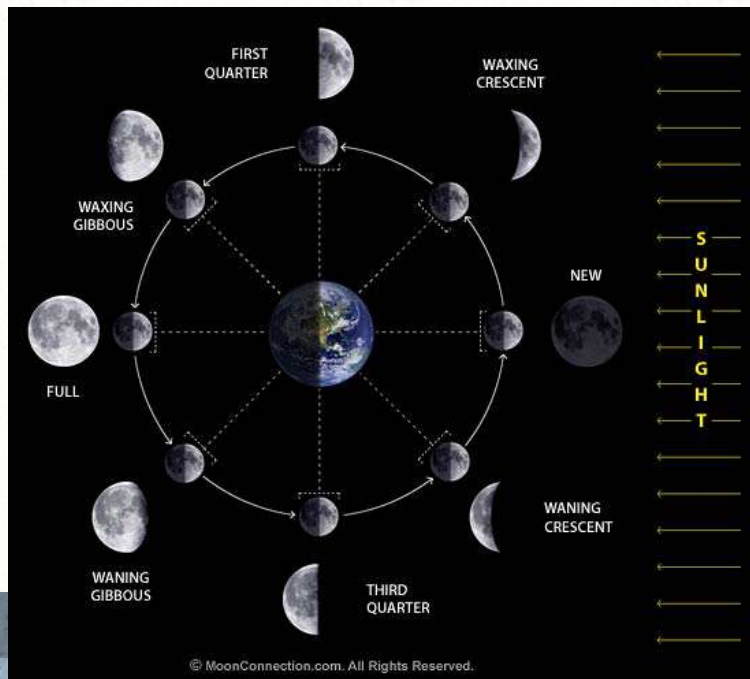 FIRST
QUARTER
WAXING
CRESCENT
WAXING
GIBBOUS
NEW
SUNLIGHT
FULL
WANING
CRESCENT
WANING
GIBBOUS
THIRD
QUARTER
© MoonConnection.com. All Rights Reserved.